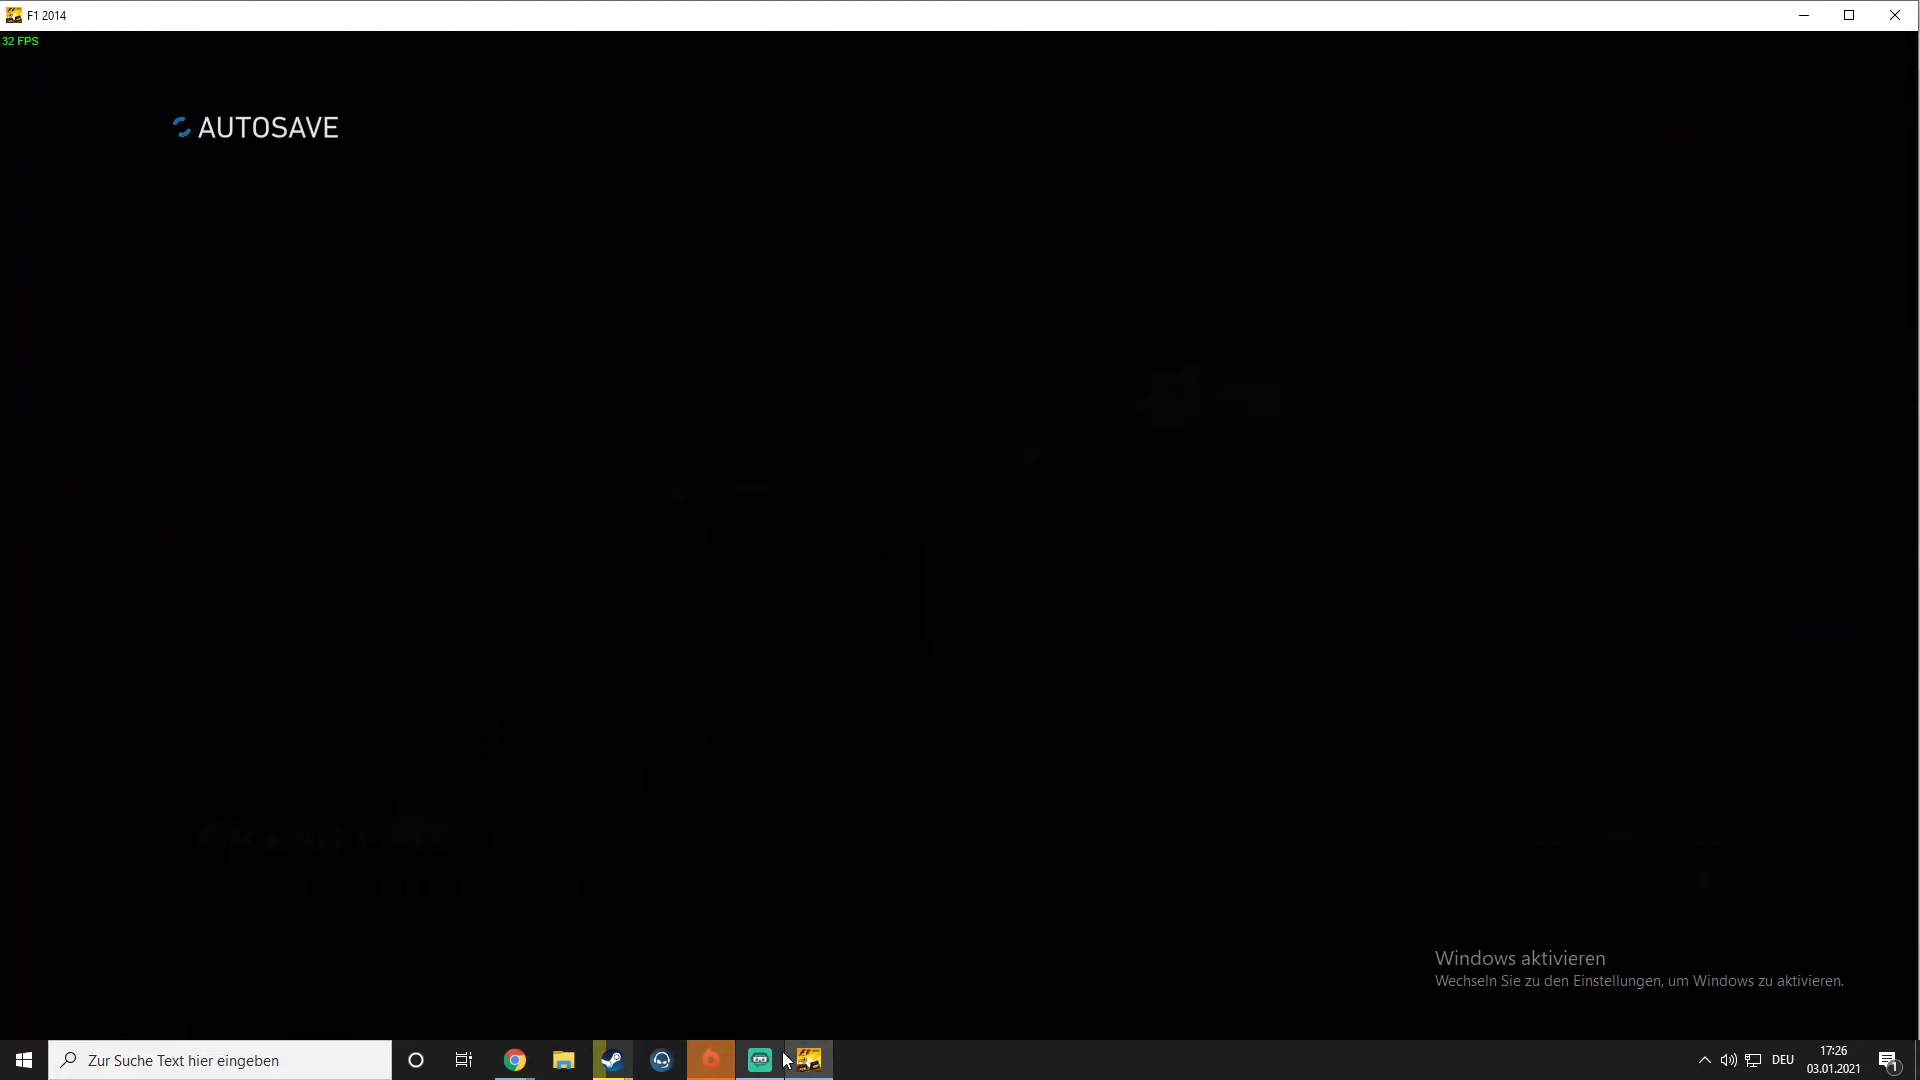 F1 2014
32 FPS
AUTOSAVE
Windows aktivieren
Wechseln Sie zu den Einstellungen, um Windows zu aktivieren.
Zur Suche Text hier eingeben
DEU
17:26
03.01.2021
1